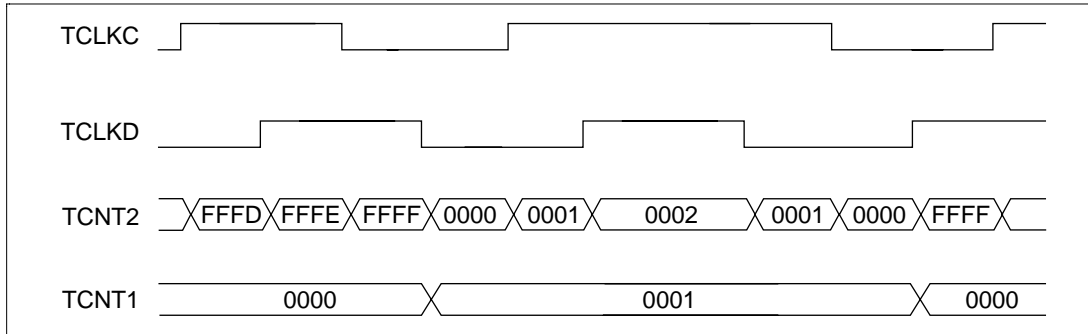 TCLKC
TCLKD
TCNT2 FFFD FFFE FFFF 0000 0001 0002 0001 0000 FFFF
TCNT1 0000 0001 0000